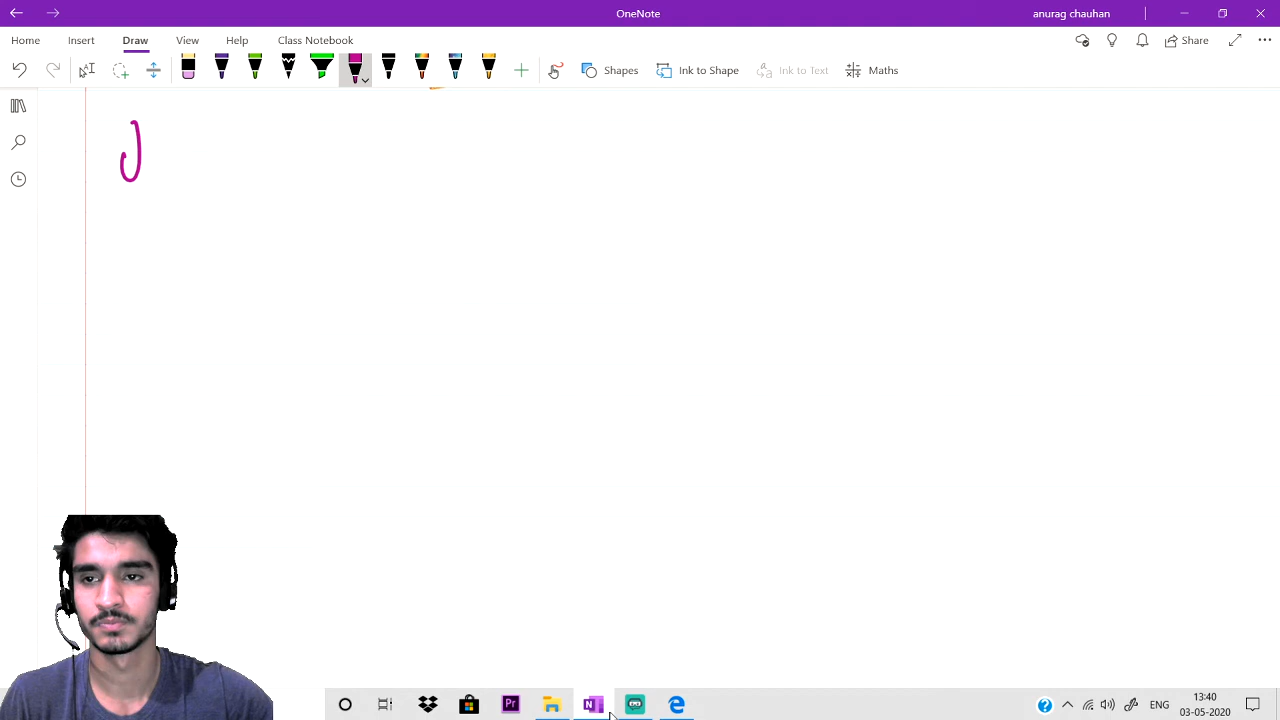 OneNote
anurag chauhan
Home Insert Draw View Help Class Notebook
Share
Shapes Ink to Shape Ink to Text Maths
J
Pr N ENG 13:40
03-05-2020